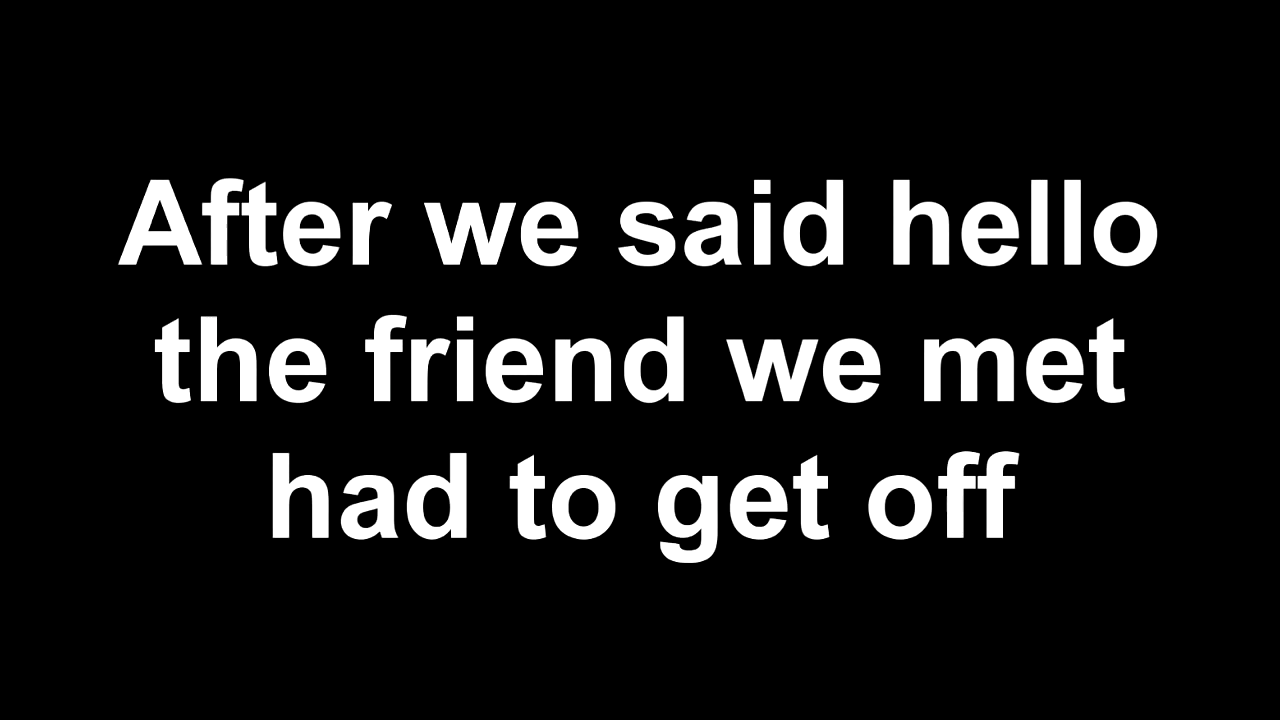 After we said hello
the friend we met
had to get off